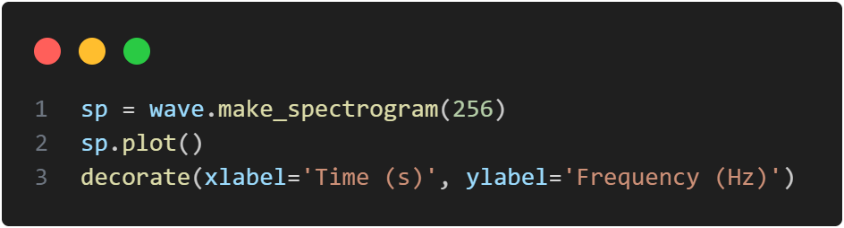 1 sp = wave.make_spectrogram(256)
2 sp.plot()
3 decorate(xlabel='Time (s)', ylabel='Frequency (Hz)')